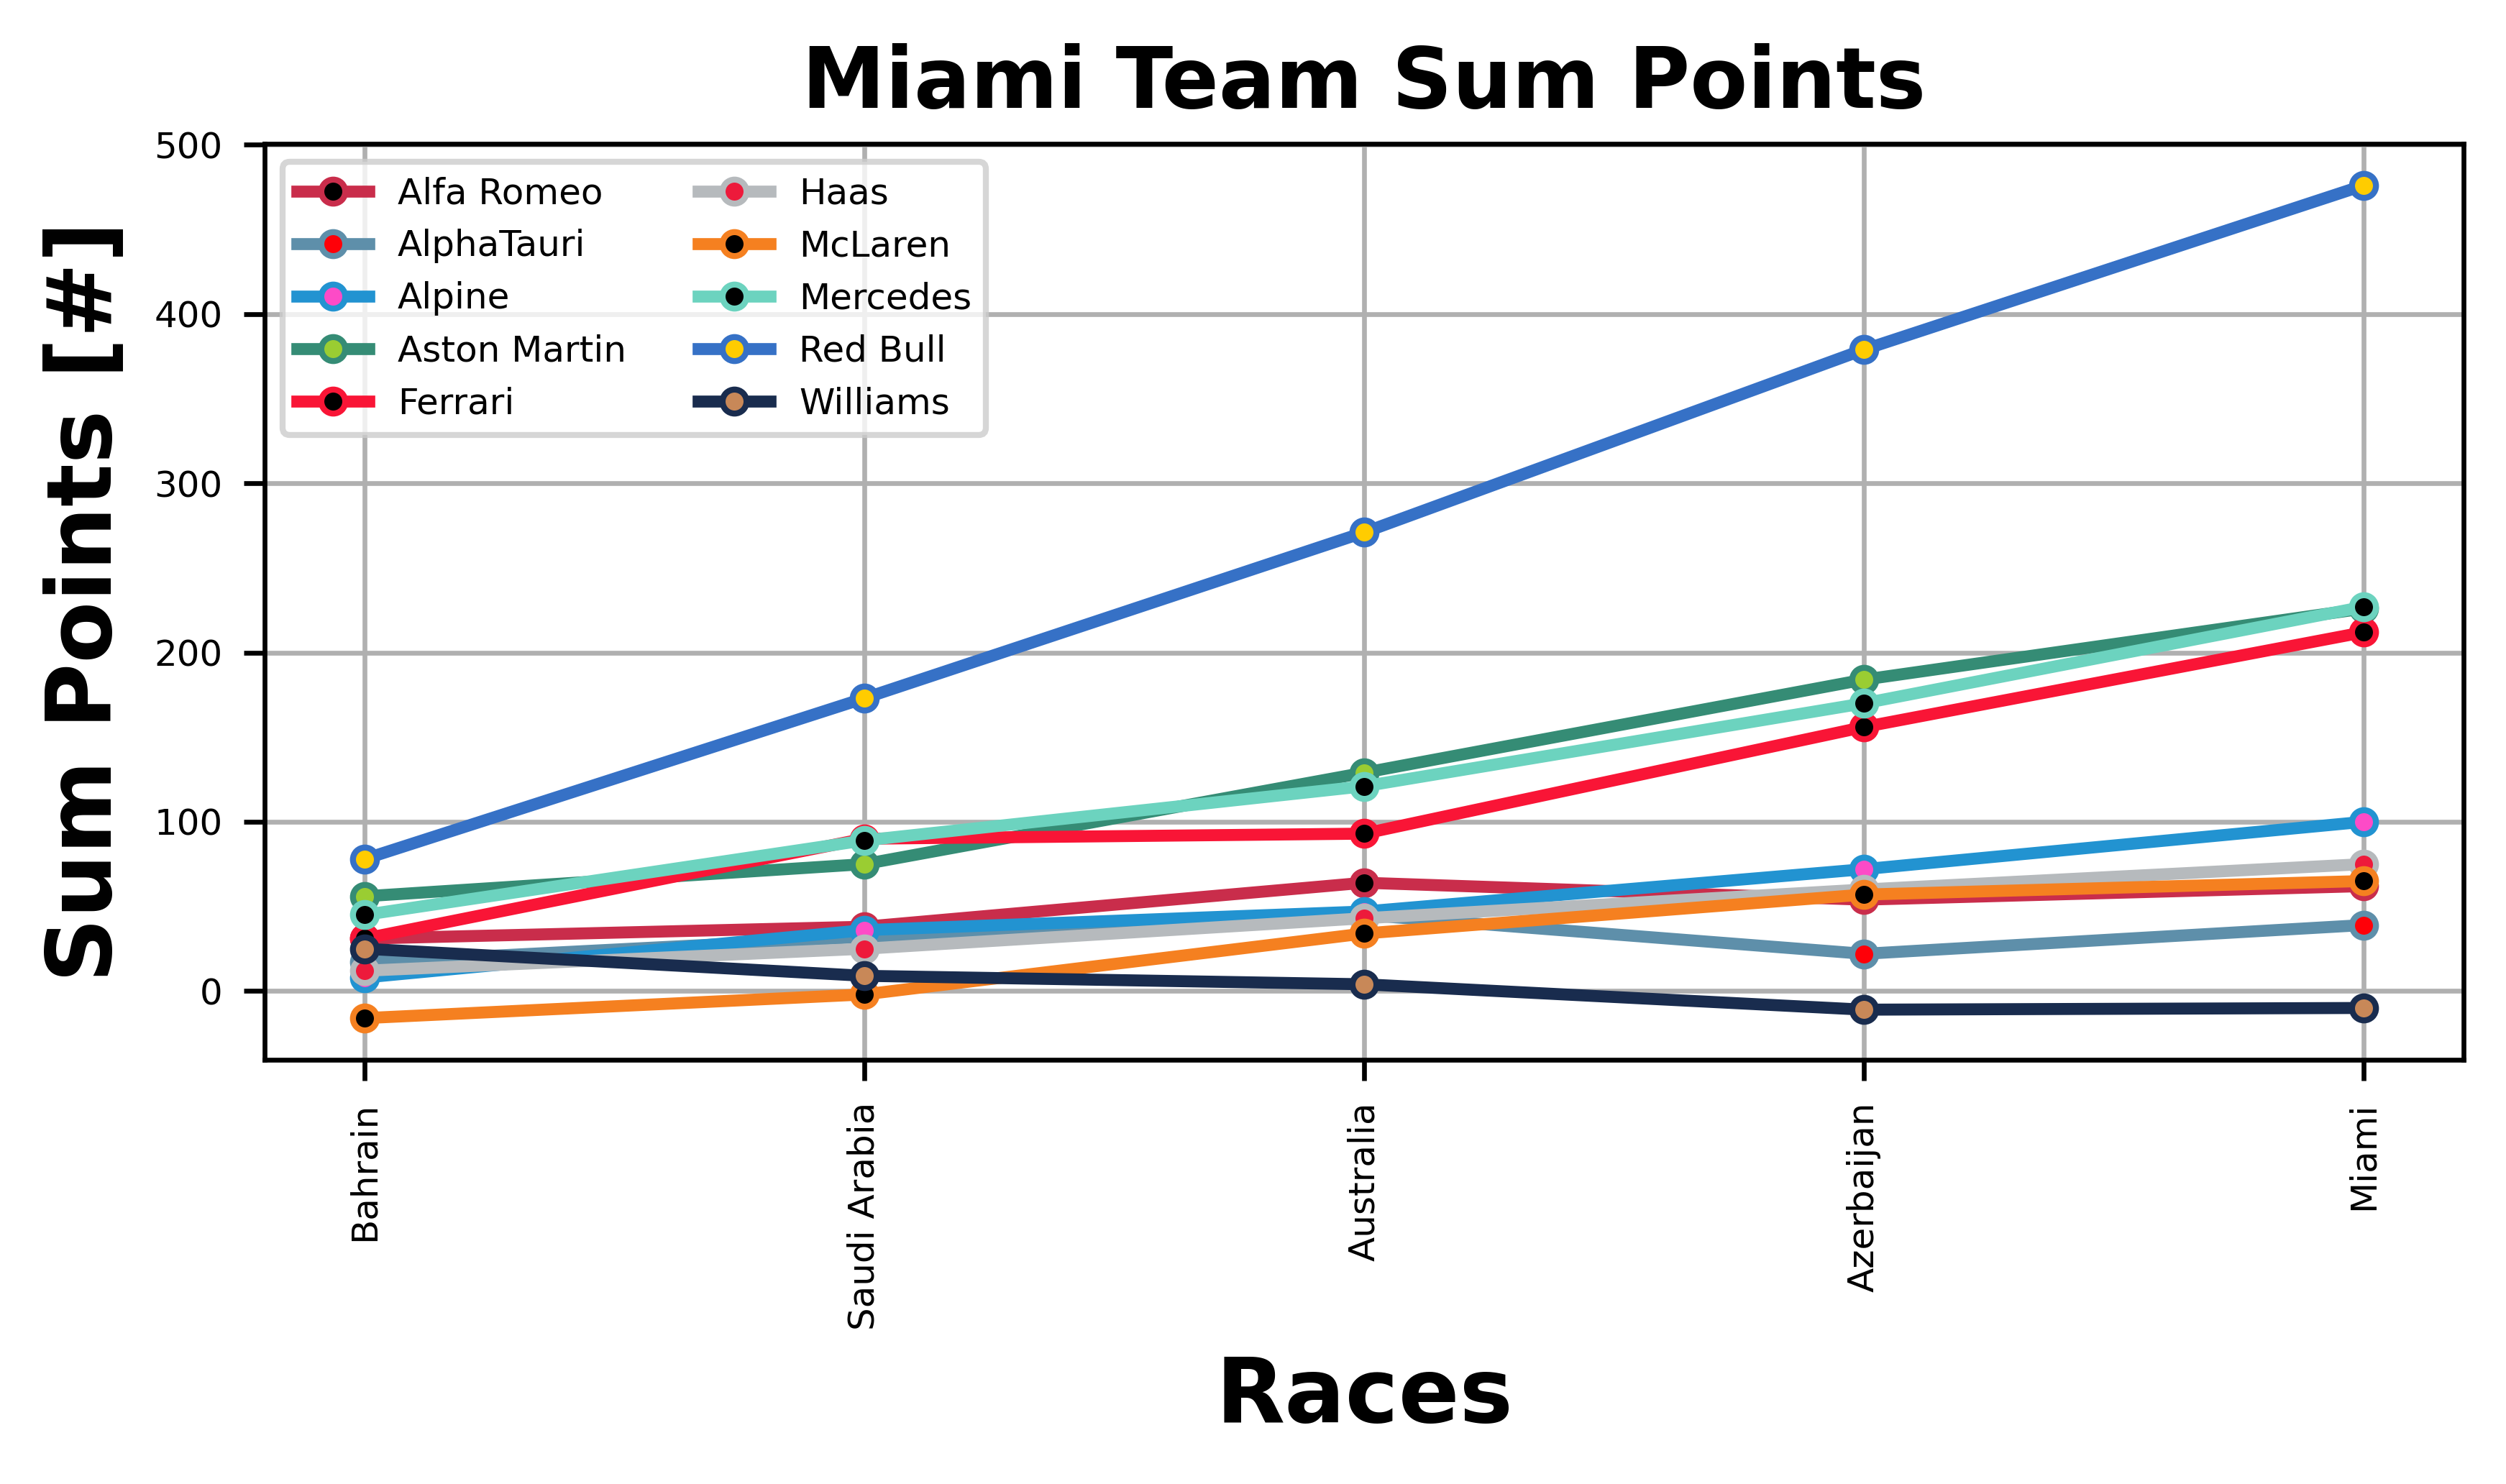 Miami Team Sum Points
Sum Points [#]
500
400
300
200
100
0
Alfa Romeo
AlphaTauri
Alpine
Aston Martin
Ferrari
Haas
McLaren
Mercedes
Red Bull
Williams
Bahrain
Saudi Arabia
Australia
Azerbaijan
Miami
Races